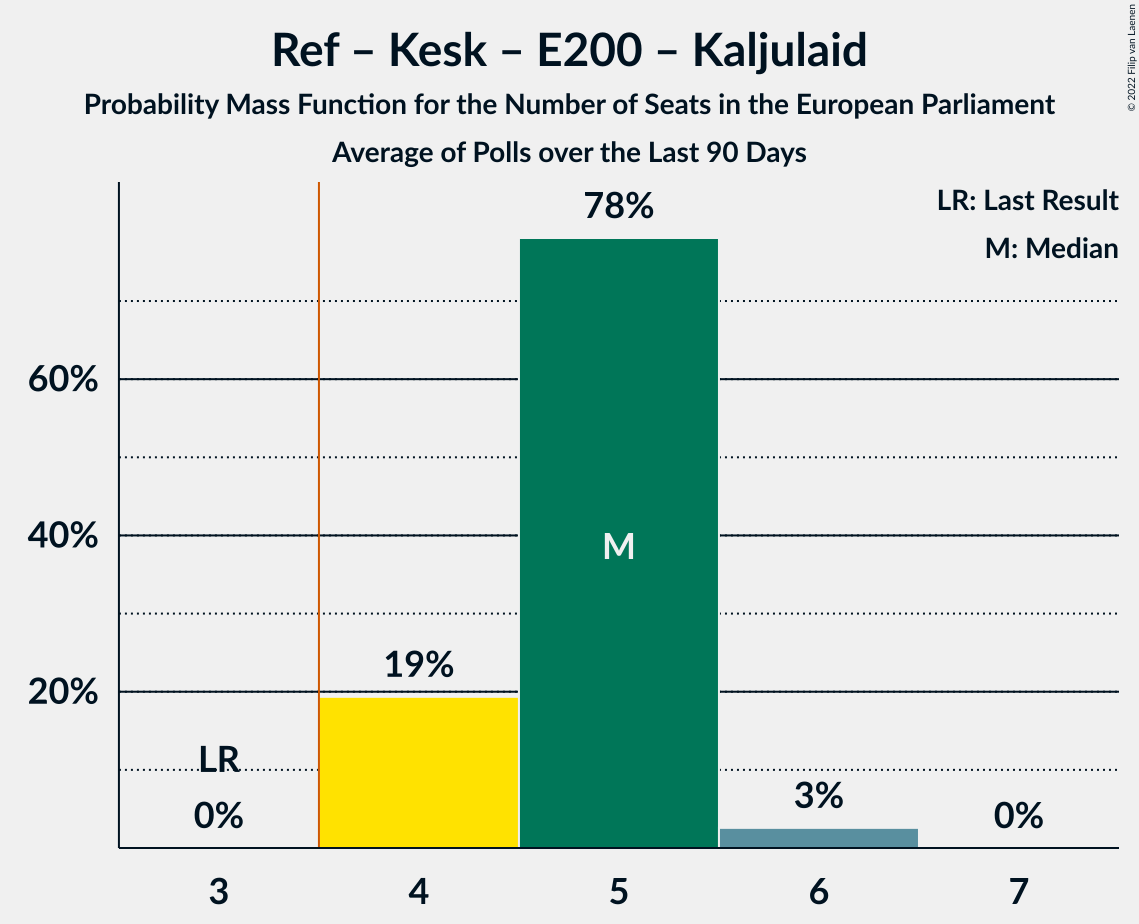 Ref – Kesk – E200 – Kaljulaid
Probability Mass Function for the Number of Seats in the European Parliament
Average of Polls over the Last 90 Days
© 2022 Filip van Laenen
LR: Last Result
M: Median
78%
60%
40%
M
19%
20%
LR
0%
3%
0%
3 4 5 6 7